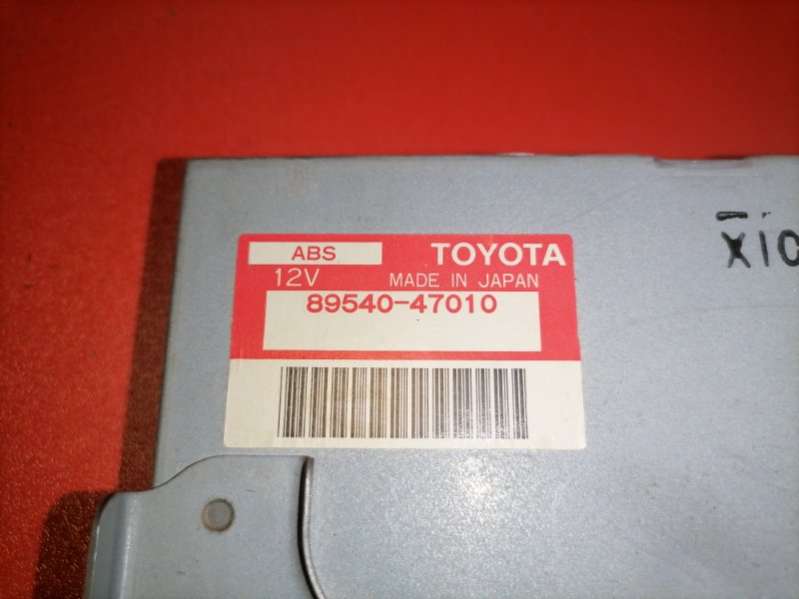 ABS TOYOTA
12V MADE IN JAPAN
89540-47010